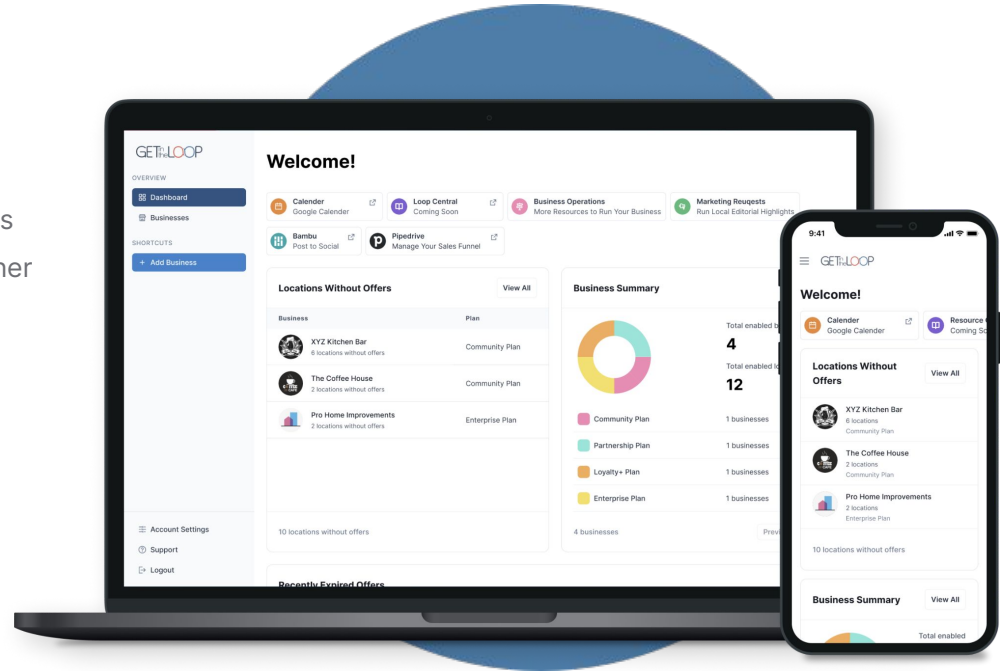 s
ner
GET in the LOOP
OVERVIEW
Dashboard
Businesses
SHORTCUTS
+ Add Business
Account Settings
Support
Logout
Welcome!
Calender
Google Calender
Loop Central
Coming Soon
Business Operations
More Resources to Run Your Business
Marketing Reuqests
Run Local Editorial Highlights
Bambu
Post to Social
Pipedrive
Manage Your Sales Funnel
Locations Without Offers
View All
Business
Plan
XYZ Kitchen Bar
6 locations without offers
Community Plan
The Coffee House
2 locations without offers
Community Plan
Pro Home Improvements
2 locations without offers
Enterprise Plan
10 locations without offers
Business Summary
Total enabled b
4
Total enabled lo
12
Community Plan
1 businesses
Partnership Plan
1 businesses
Loyalty+ Plan
1 businesses
Enterprise Plan
1 businesses
4 businesses
Previ
Recently Expired Offers
9:41
GET in the LOOP
Welcome!
Calender
Google Calender
Resource
Coming So
Locations Without
Offers
View All
XYZ Kitchen Bar
6 locations
Community Plan
The Coffee House
2 locations
Community Plan
Pro Home Improvements
2 locations
Enterprise Plan
10 locations without offers
Business Summary
View All
Total enabled